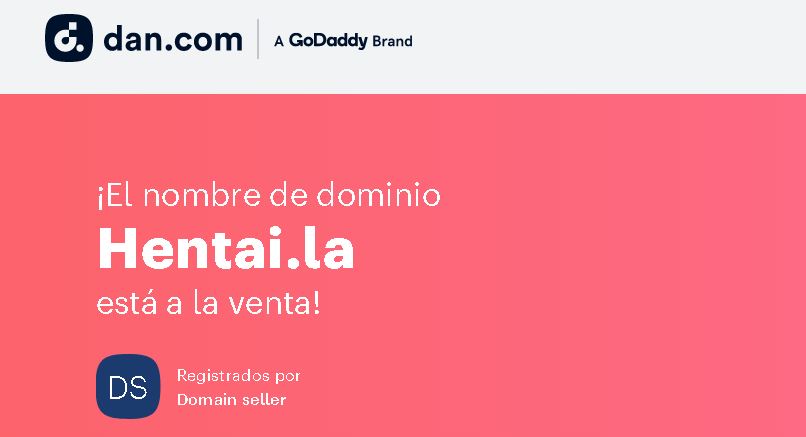 dan.com A GoDaddy Brand
¡El nombre de dominio
Hentai.la
está a la venta!
DS
Registrados por
Domain seller